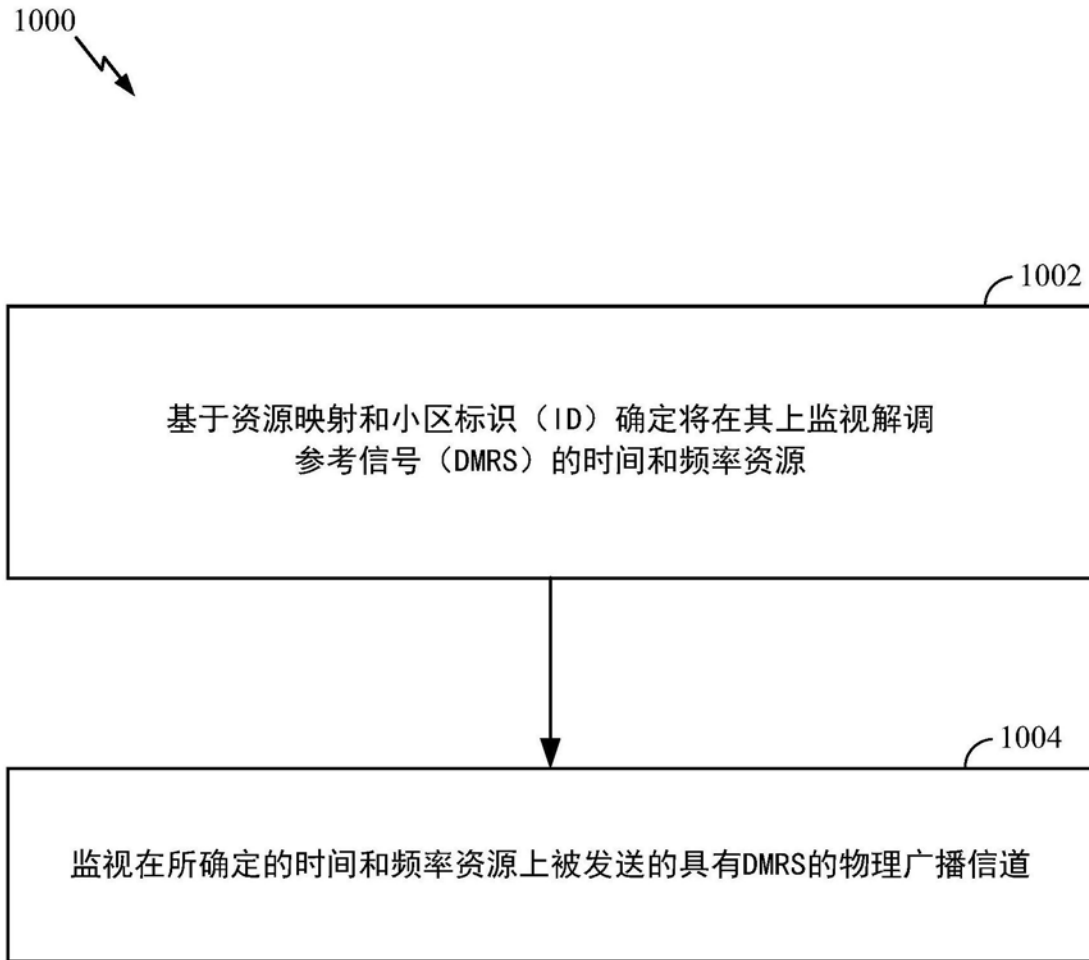 1000
1002
基于资源映射和小区标识（ID）确定将在其上监视解调
参考信号（DMRS）的时间和频率资源
1004
监视在所确定的时间和频率资源上被发送的具有DMRS的物理广播信道